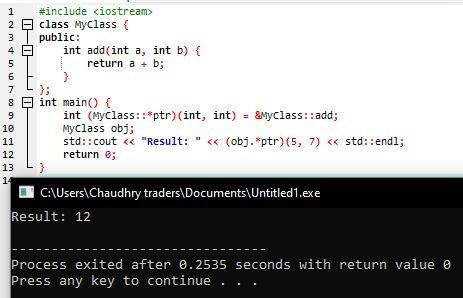 1 #include <iostream>
2 class MyClass {
3 public:
4 int add(int a, int b) {
5 return a + b;
6 }
7 };
8 int main() {
9 int (MyClass::*ptr)(int, int) = &MyClass::add;
10 MyClass obj;
11 std::cout << "Result: " << (obj.*ptr)(5, 7) << std::endl;
12 return 0;
13 }
14
C:\Users\Chaudhry traders\Documents\Untitled1.exe
Result: 12
--------------------------------
Process exited after 0.2535 seconds with return value 0
Press any key to continue . . .